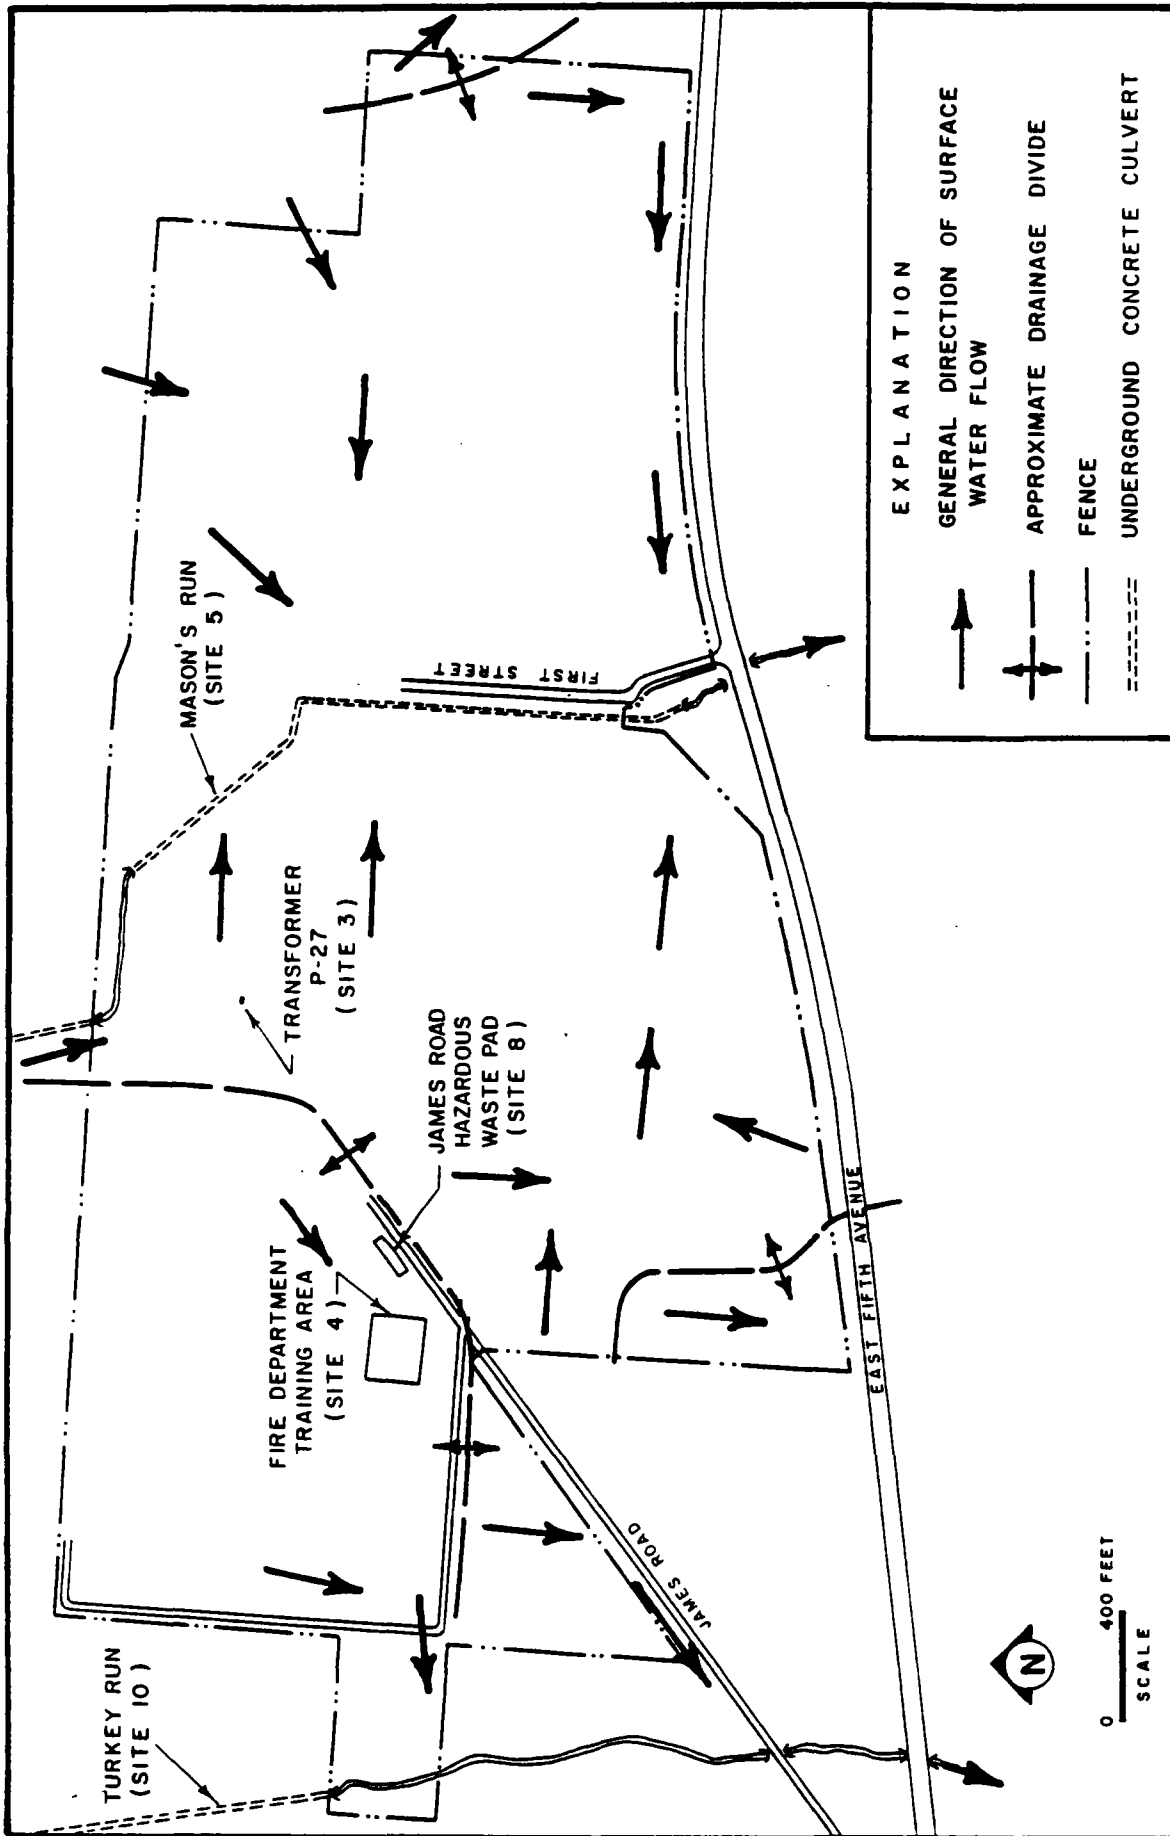 TURKEY RUN
(SITE 10)
FIRE DEPARTMENT
TRAINING AREA
(SITE 4)
JAMES ROAD
HAZARDOUS
WASTE PAD
(SITE 8)
TRANSFORMER
P-27
(SITE 3)
MASON'S RUN
(SITE 5)
FIRST STREET
JAMES ROAD
EAST FIFTH AVENUE
N
0 400 FEET
SCALE
EXPLANATION
GENERAL DIRECTION OF SURFACE
WATER FLOW
APPROXIMATE DRAINAGE DIVIDE
FENCE
UNDERGROUND CONCRETE CULVERT